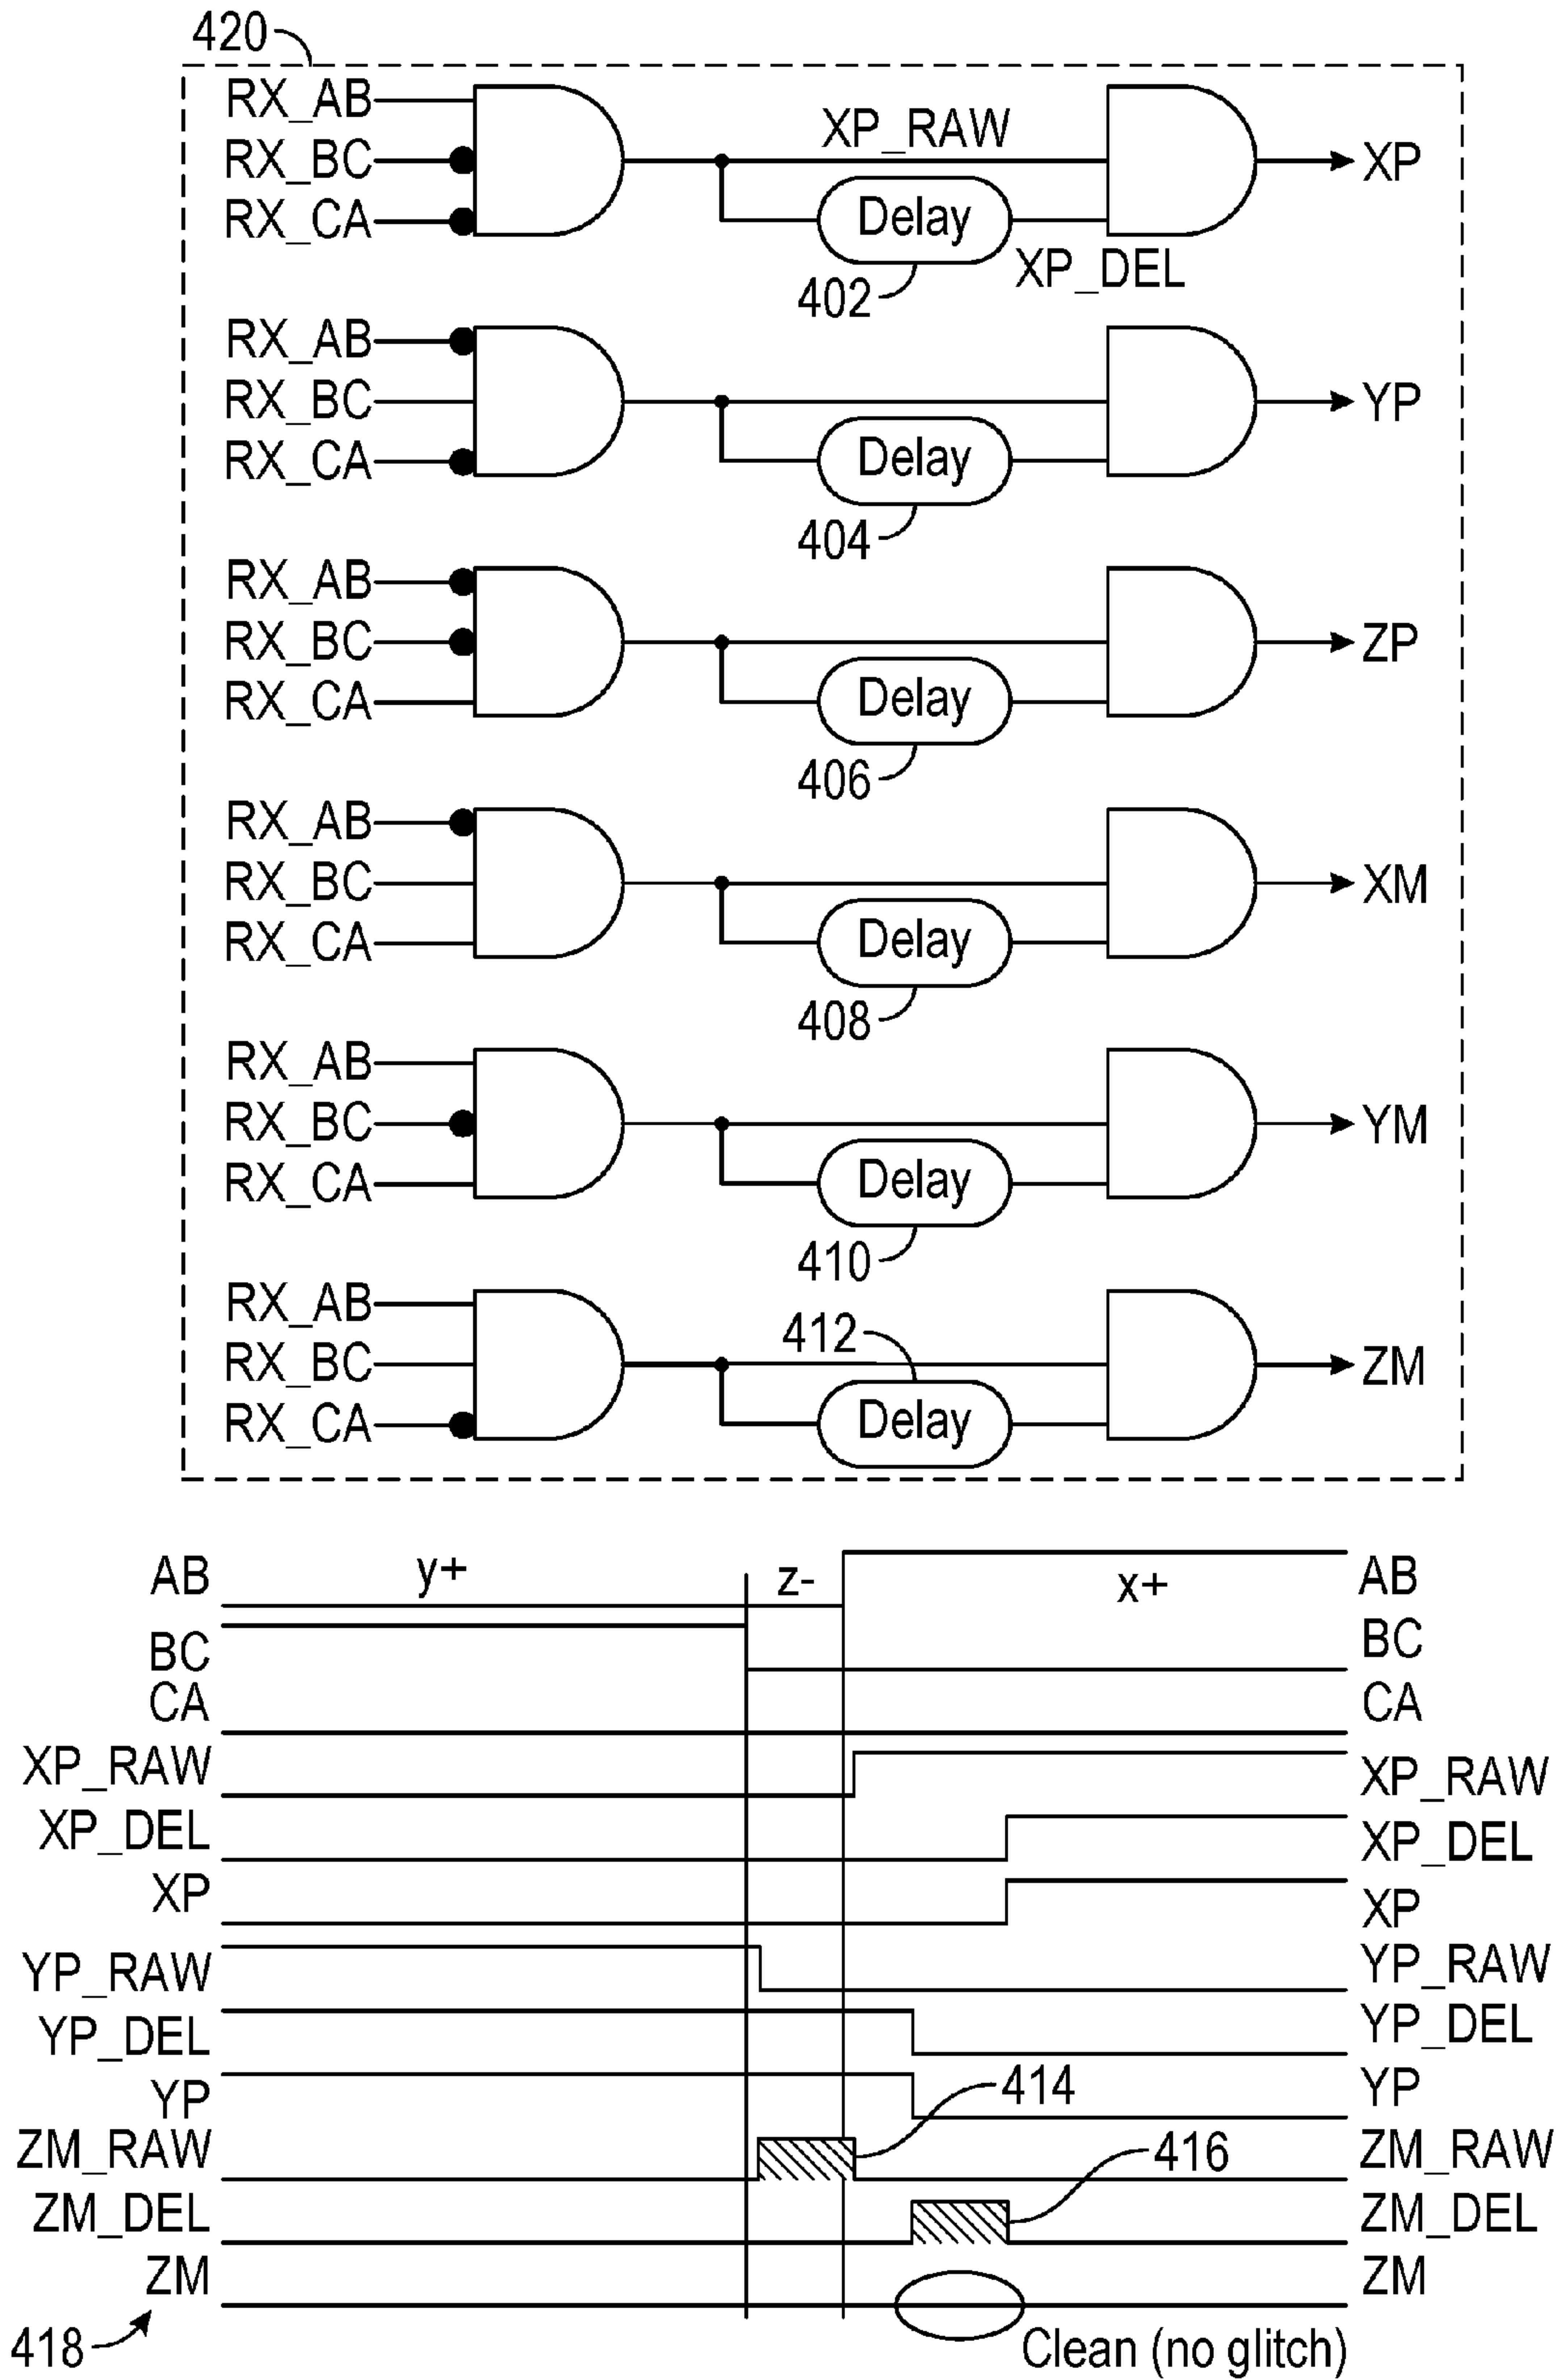 420
RX_AB
RX_BC
RX_CA
XP_RAW
Delay
XP_DEL
402
XP
RX_AB
RX_BC
RX_CA
Delay
404
YP
RX_AB
RX_BC
RX_CA
Delay
406
ZP
RX_AB
RX_BC
RX_CA
Delay
408
XM
RX_AB
RX_BC
RX_CA
Delay
410
YM
RX_AB
RX_BC
RX_CA
412
Delay
ZM
AB y+ z- x+ AB
BC BC
CA CA
XP_RAW XP_RAW
XP_DEL XP_DEL
XP XP
YP_RAW YP_RAW
YP_DEL YP_DEL
YP 414 YP
ZM_RAW 416 ZM_RAW
ZM_DEL ZM_DEL
ZM ZM
418 Clean (no glitch)